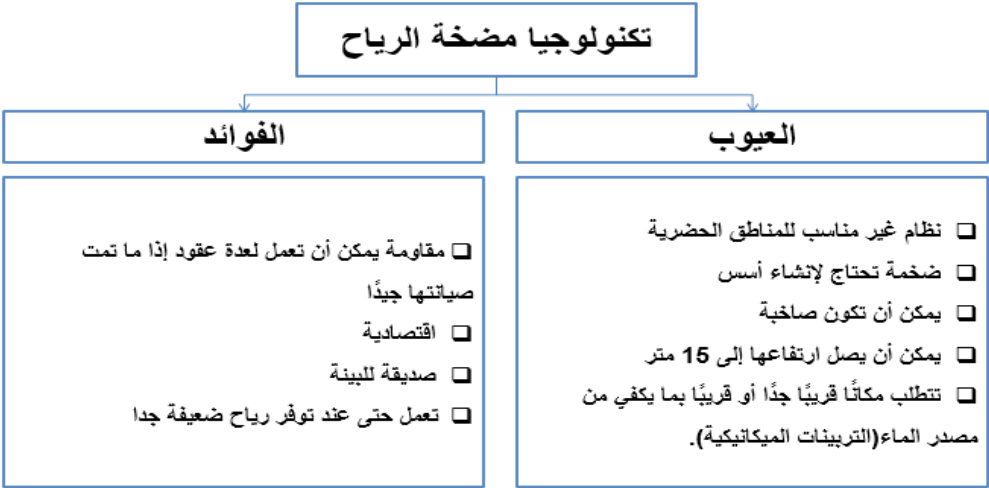 تكنولوجيا مضخة الرياح
العيوب
نظام غير مناسب للمناطق الحضرية
ضخمة تحتاج لإنشاء أسس
يمكن أن تكون صاخبة
يمكن أن يصل ارتفاعها إلى 15 متر
تتطلب مكانًا قريبًا جدًا أو قريبًا بما يكفي من
مصدر الماء(التربينات الميكانيكية).
الفوائد
مقاومة يمكن أن تعمل لعدة عقود إذا ما تمت
صيانتها جيدًا
اقتصادية
صديقة للبيئة
تعمل حتى عند توفر رياح ضعيفة جدا